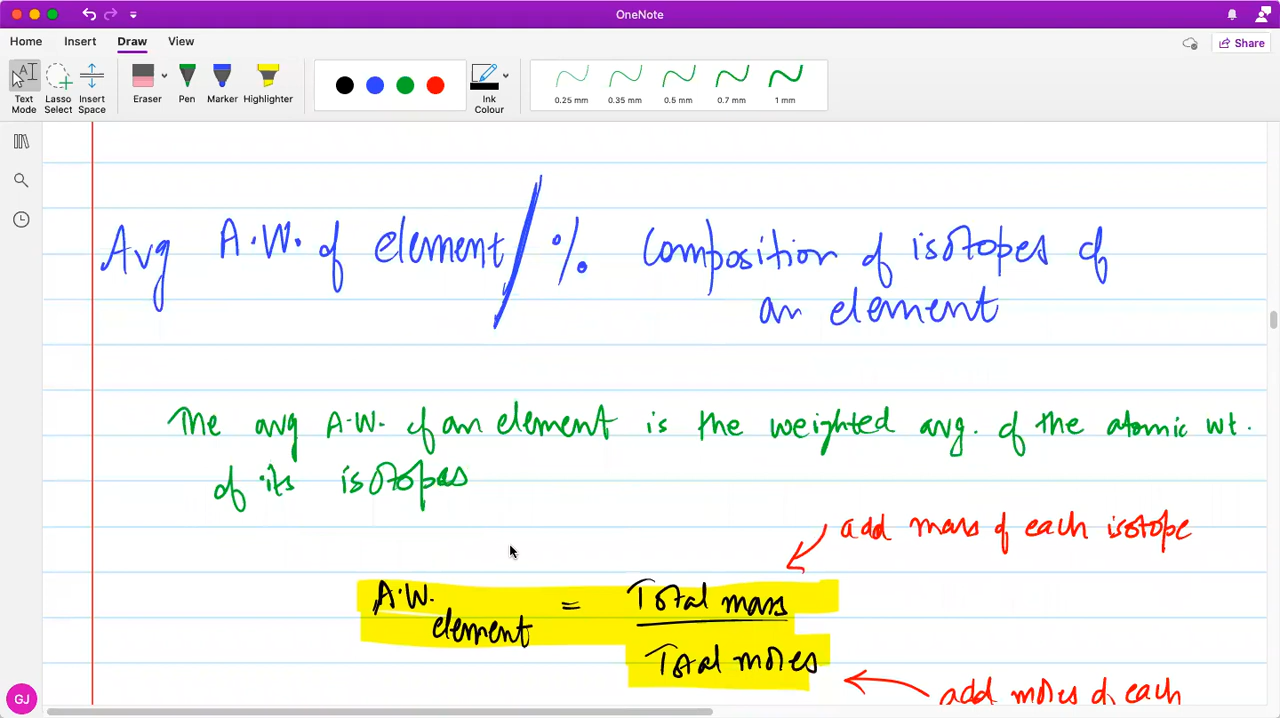 OneNote
Home Insert Draw View
Share
Text Mode
Lasso Select
Insert Space
Eraser
Pen
Marker
Highlighter
Ink Colour
0.25 mm 0.35 mm 0.5 mm 0.7 mm 1 mm
Avg A.W. of element / % Composition of isotopes of
an element
The avg A.W. of an element is the weighted avg. of the atomic wt.
of its isotopes
add mass of each isotope
A.W. element = Total mass
Total moles
add moles of each
GJ